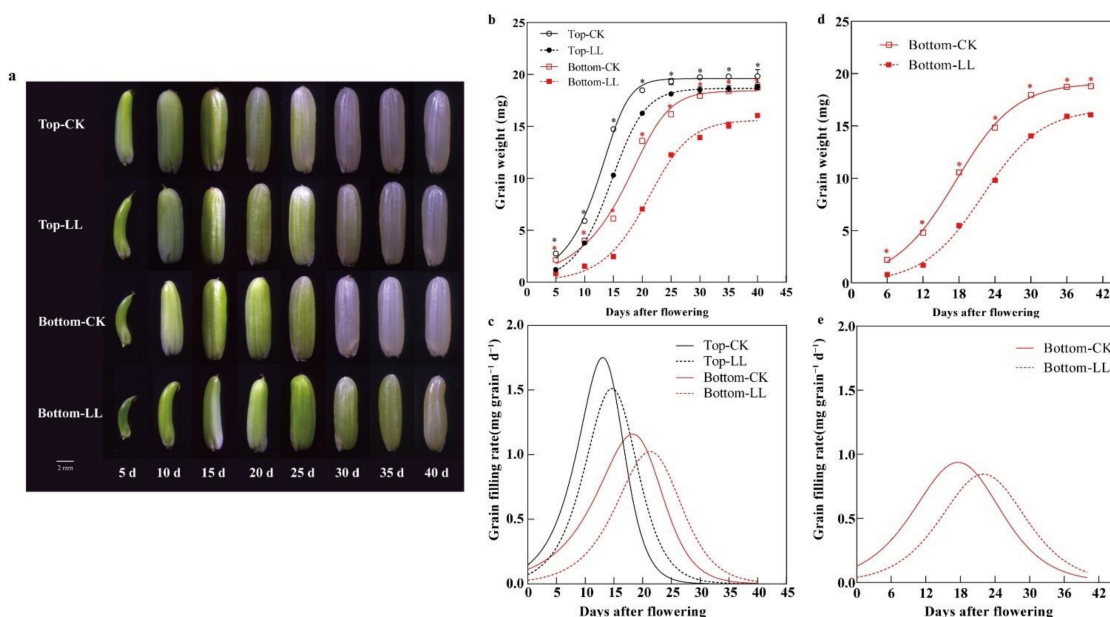 a
Top-CK
Top-LL
Bottom-CK
Bottom-LL
2 mm
5 d 10 d 15 d 20 d 25 d 30 d 35 d 40 d
b
Grain weight (mg)
25
20
15
10
5
0
Top-CK
Top-LL
Bottom-CK
Bottom-LL
* * * * * * * *
* * * * * * * *
0 5 10 15 20 25 30 35 40 45
Days after flowering
c
Grain filling rate(mg grain⁻¹ d⁻¹)
2.0
1.5
1.0
0.5
0.0
Top-CK
Top-LL
Bottom-CK
Bottom-LL
0 5 10 15 20 25 30 35 40 45
Days after flowering
d
Grain weight (mg)
25
20
15
10
5
0
Bottom-CK
Bottom-LL
* * * * * * *
0 6 12 18 24 30 36 42
Days after flowering
e
Grain filling rate(mg grain⁻¹ d⁻¹)
2.0
1.5
1.0
0.5
0.0
Bottom-CK
Bottom-LL
0 6 12 18 24 30 36 42
Days after flowering